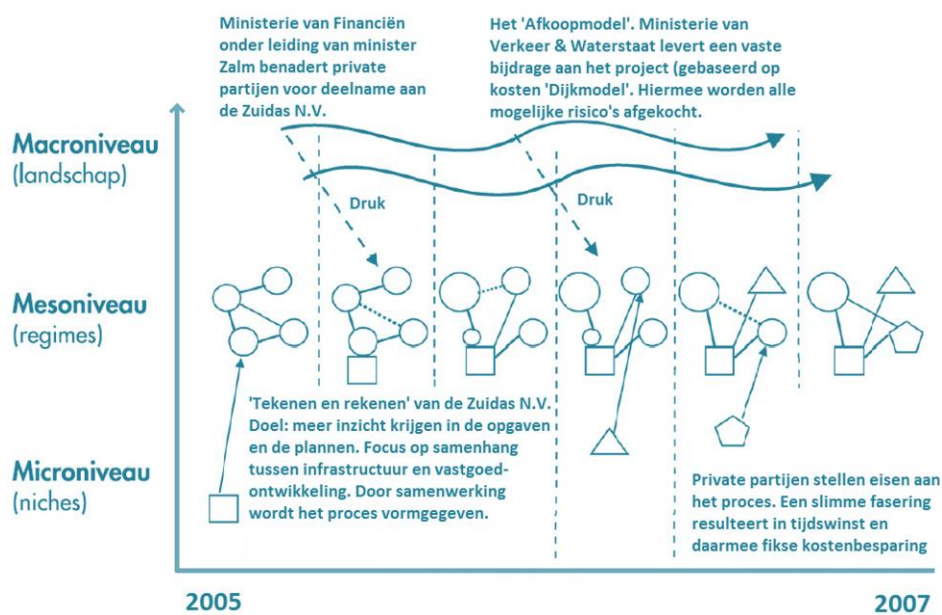 Ministerie van Financiën
onder leiding van minister
Zalm benadert private
partijen voor deelname aan
de Zuidas N.V.
Het 'Afkoopmodel'. Ministerie van
Verkeer & Waterstaat levert een vaste
bijdrage aan het project (gebaseerd op
kosten 'Dijkmodel'. Hiermee worden alle
mogelijke risico's afgekocht.
Macroniveau
(landschap)
Druk
Druk
Mesoniveau
(regimes)
'Tekenen en rekenen' van de Zuidas N.V.
Doel: meer inzicht krijgen in de opgaven
en de plannen. Focus op samenhang
tussen infrastructuur en vastgoed-
ontwikkeling. Door samenwerking
wordt het proces vormgegeven.
Microniveau
(niches)
Private partijen stellen eisen aan
het proces. Een slimme fasering
resulteert in tijdswinst en
daarmee fikse kostenbesparing
2005
2007